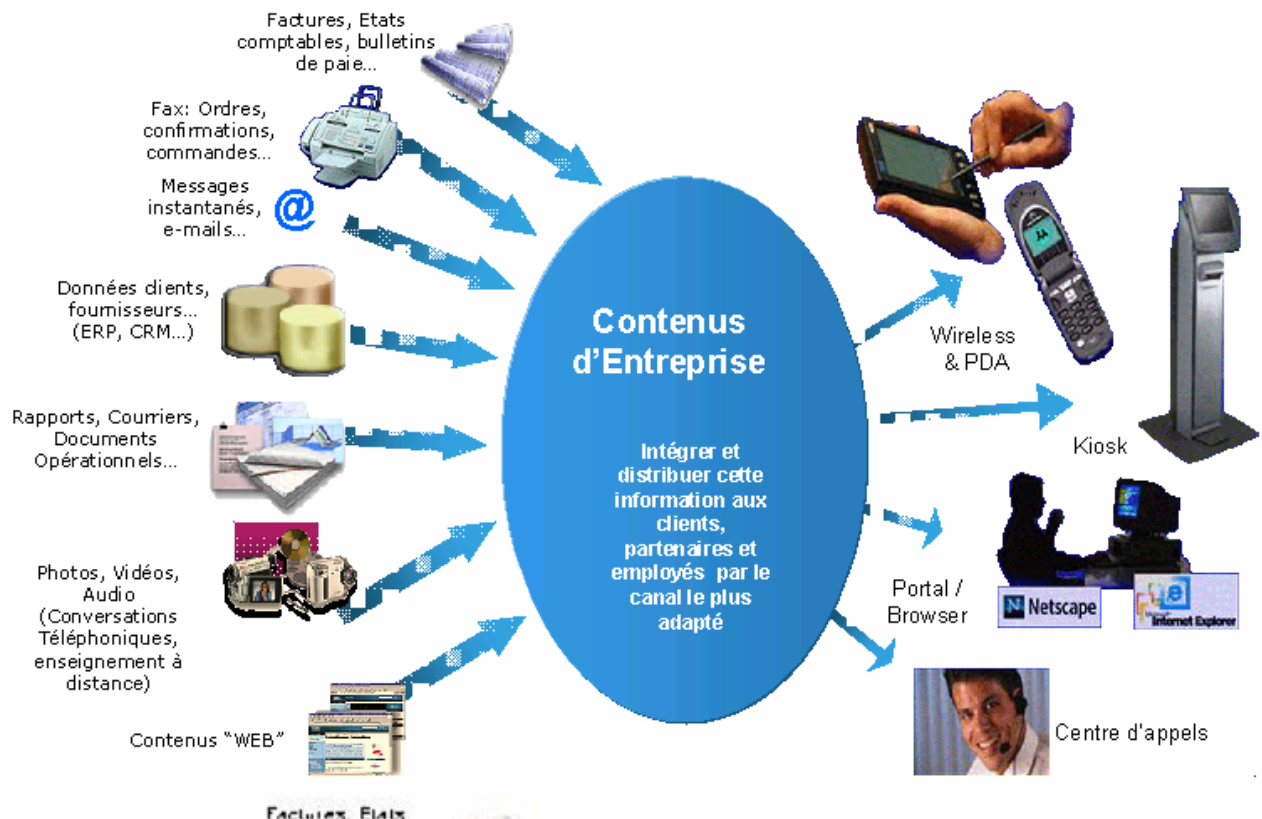 Factures, Etats
comptables, bulletins
de paie...
Fax: Ordres,
confirmations,
commandes...
Messages
instantanés,
e-mails...
@
Données clients,
fournisseurs...
(ERP, CRM...)
Rapports, Courriers,
Documents
Opérationnels...
Photos, Vidéos,
Audio
(Conversations
Téléphoniques,
enseignement à
distance)
Contenus "WEB"
Contenus
d'Entreprise
Intégrer et
distribuer cette
information aux
clients,
partenaires et
employés par le
canal le plus
adapté
Wireless
& PDA
Kiosk
Portal /
Browser
Netscape
Microsoft
Internet Explorer
Centre d'appels
Factures, Etats